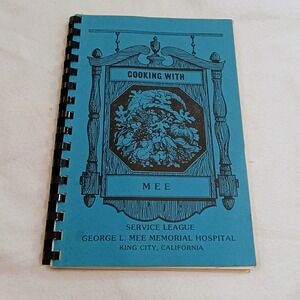 COOKING WITH
MEE
SERVICE LEAGUE
GEORGE L. MEE MEMORIAL HOSPITAL
KING CITY, CALIFORNIA